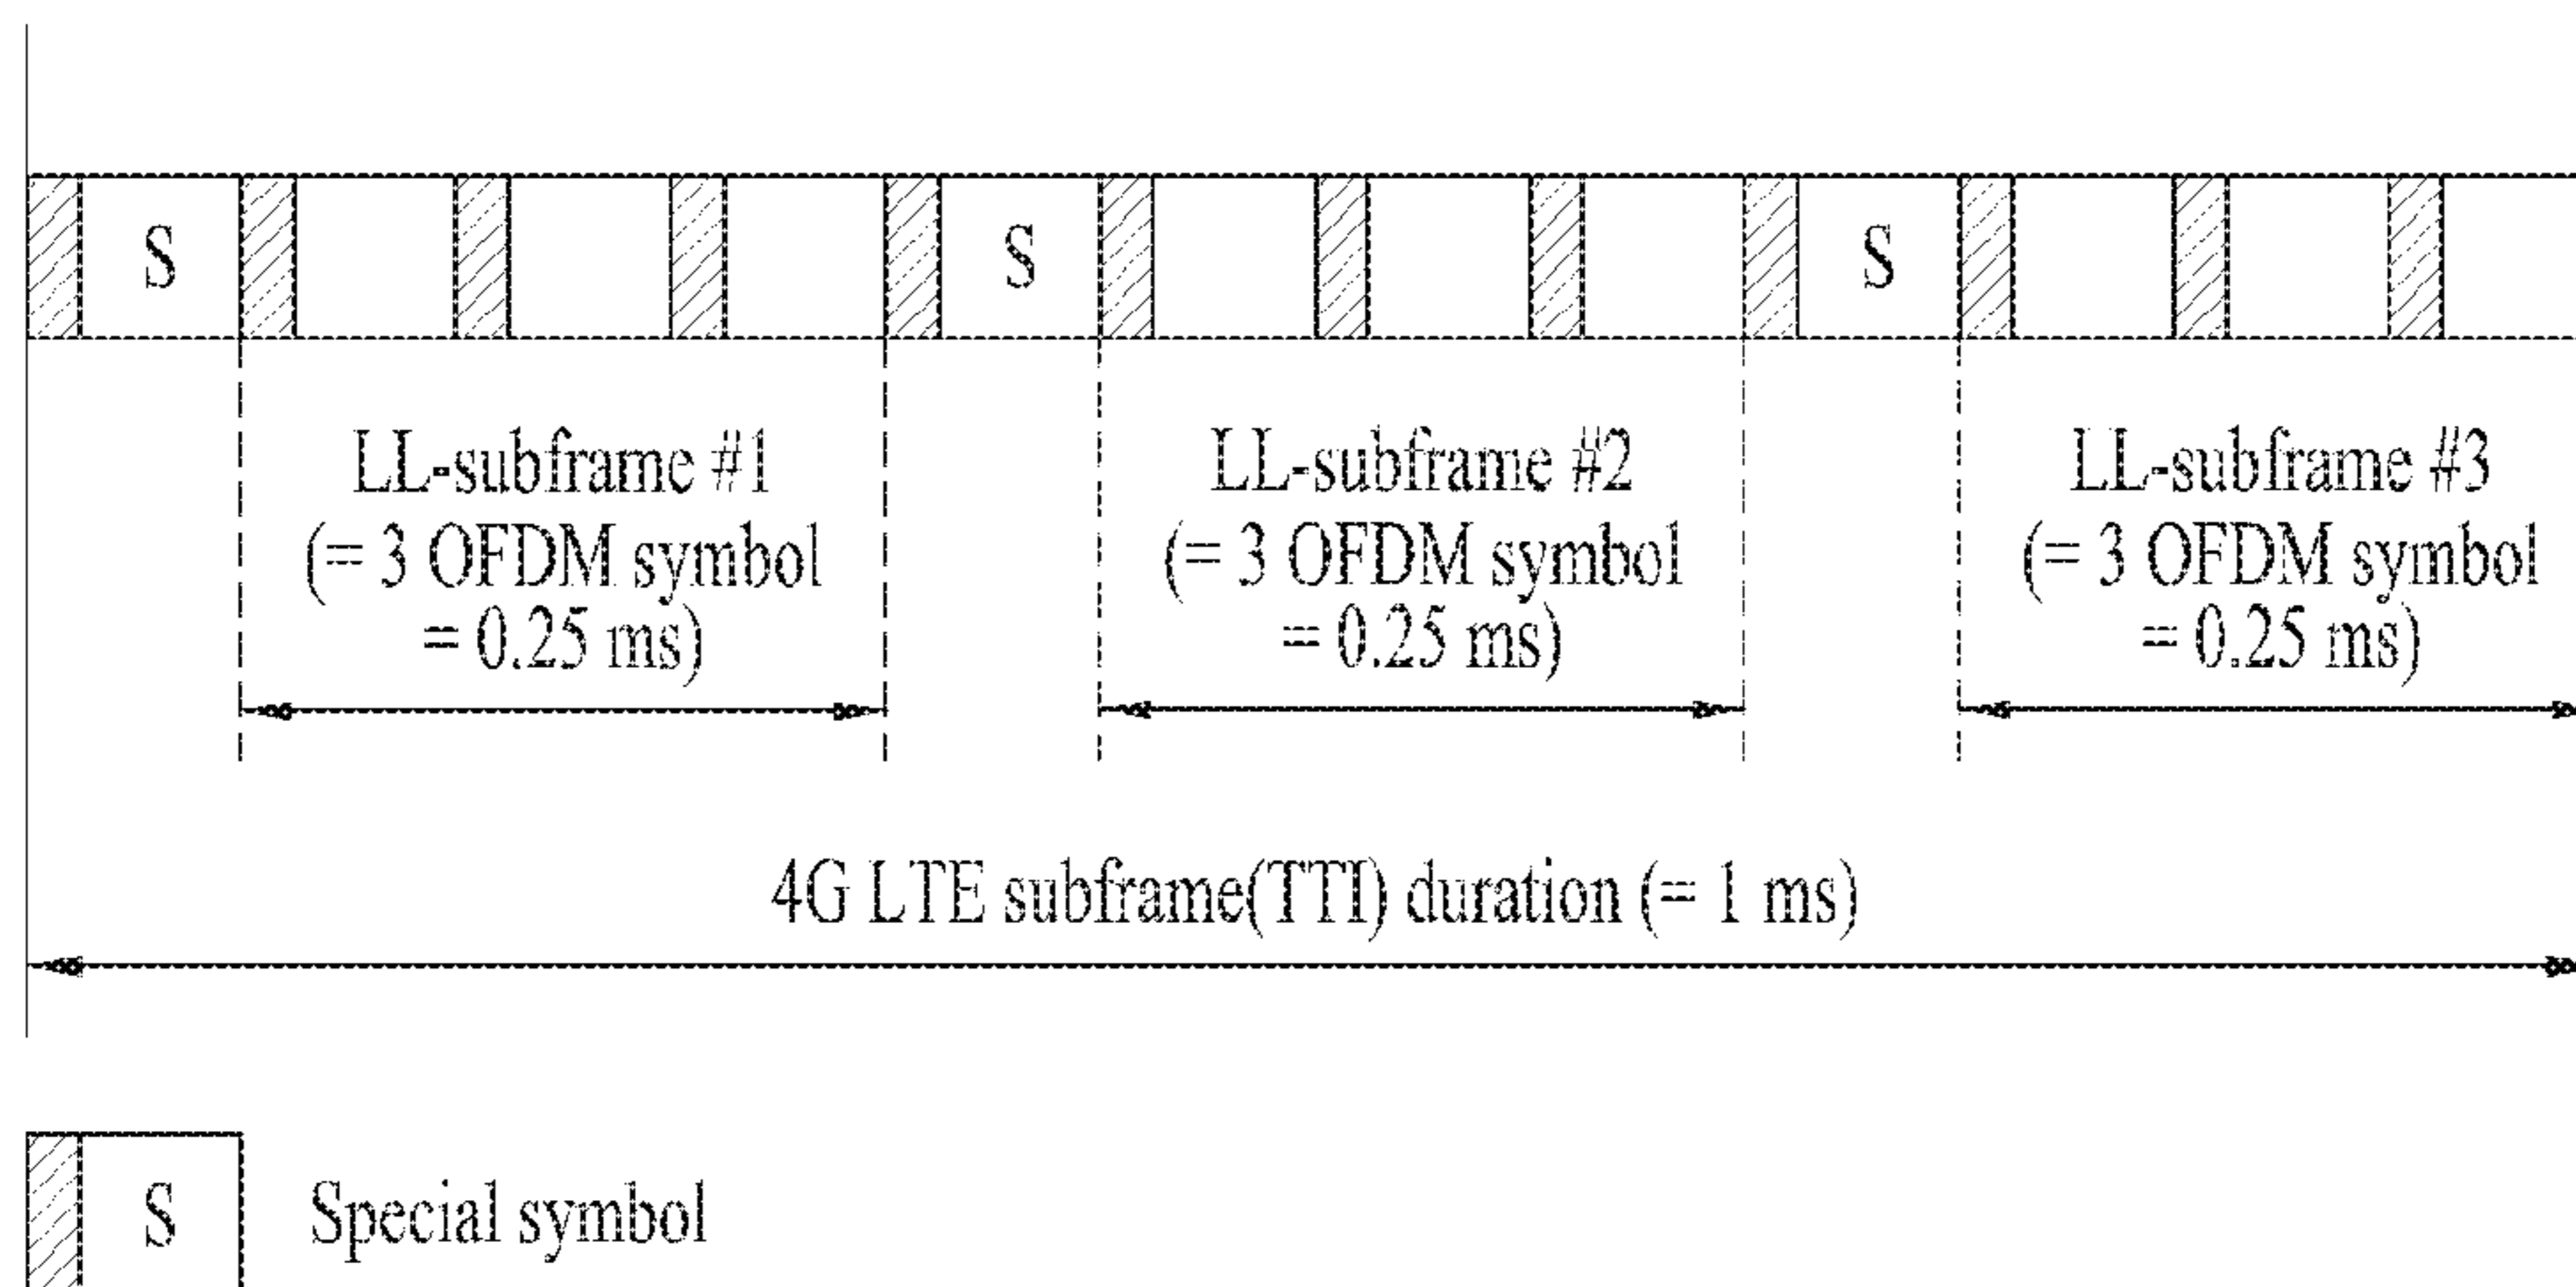 S S S
LL-subframe #1
(= 3 OFDM symbol
= 0.25 ms)
LL-subframe #2
(= 3 OFDM symbol
= 0.25 ms)
LL-subframe #3
(= 3 OFDM symbol
= 0.25 ms)
4G LTE subframe(TTI) duration (= 1 ms)
S Special symbol